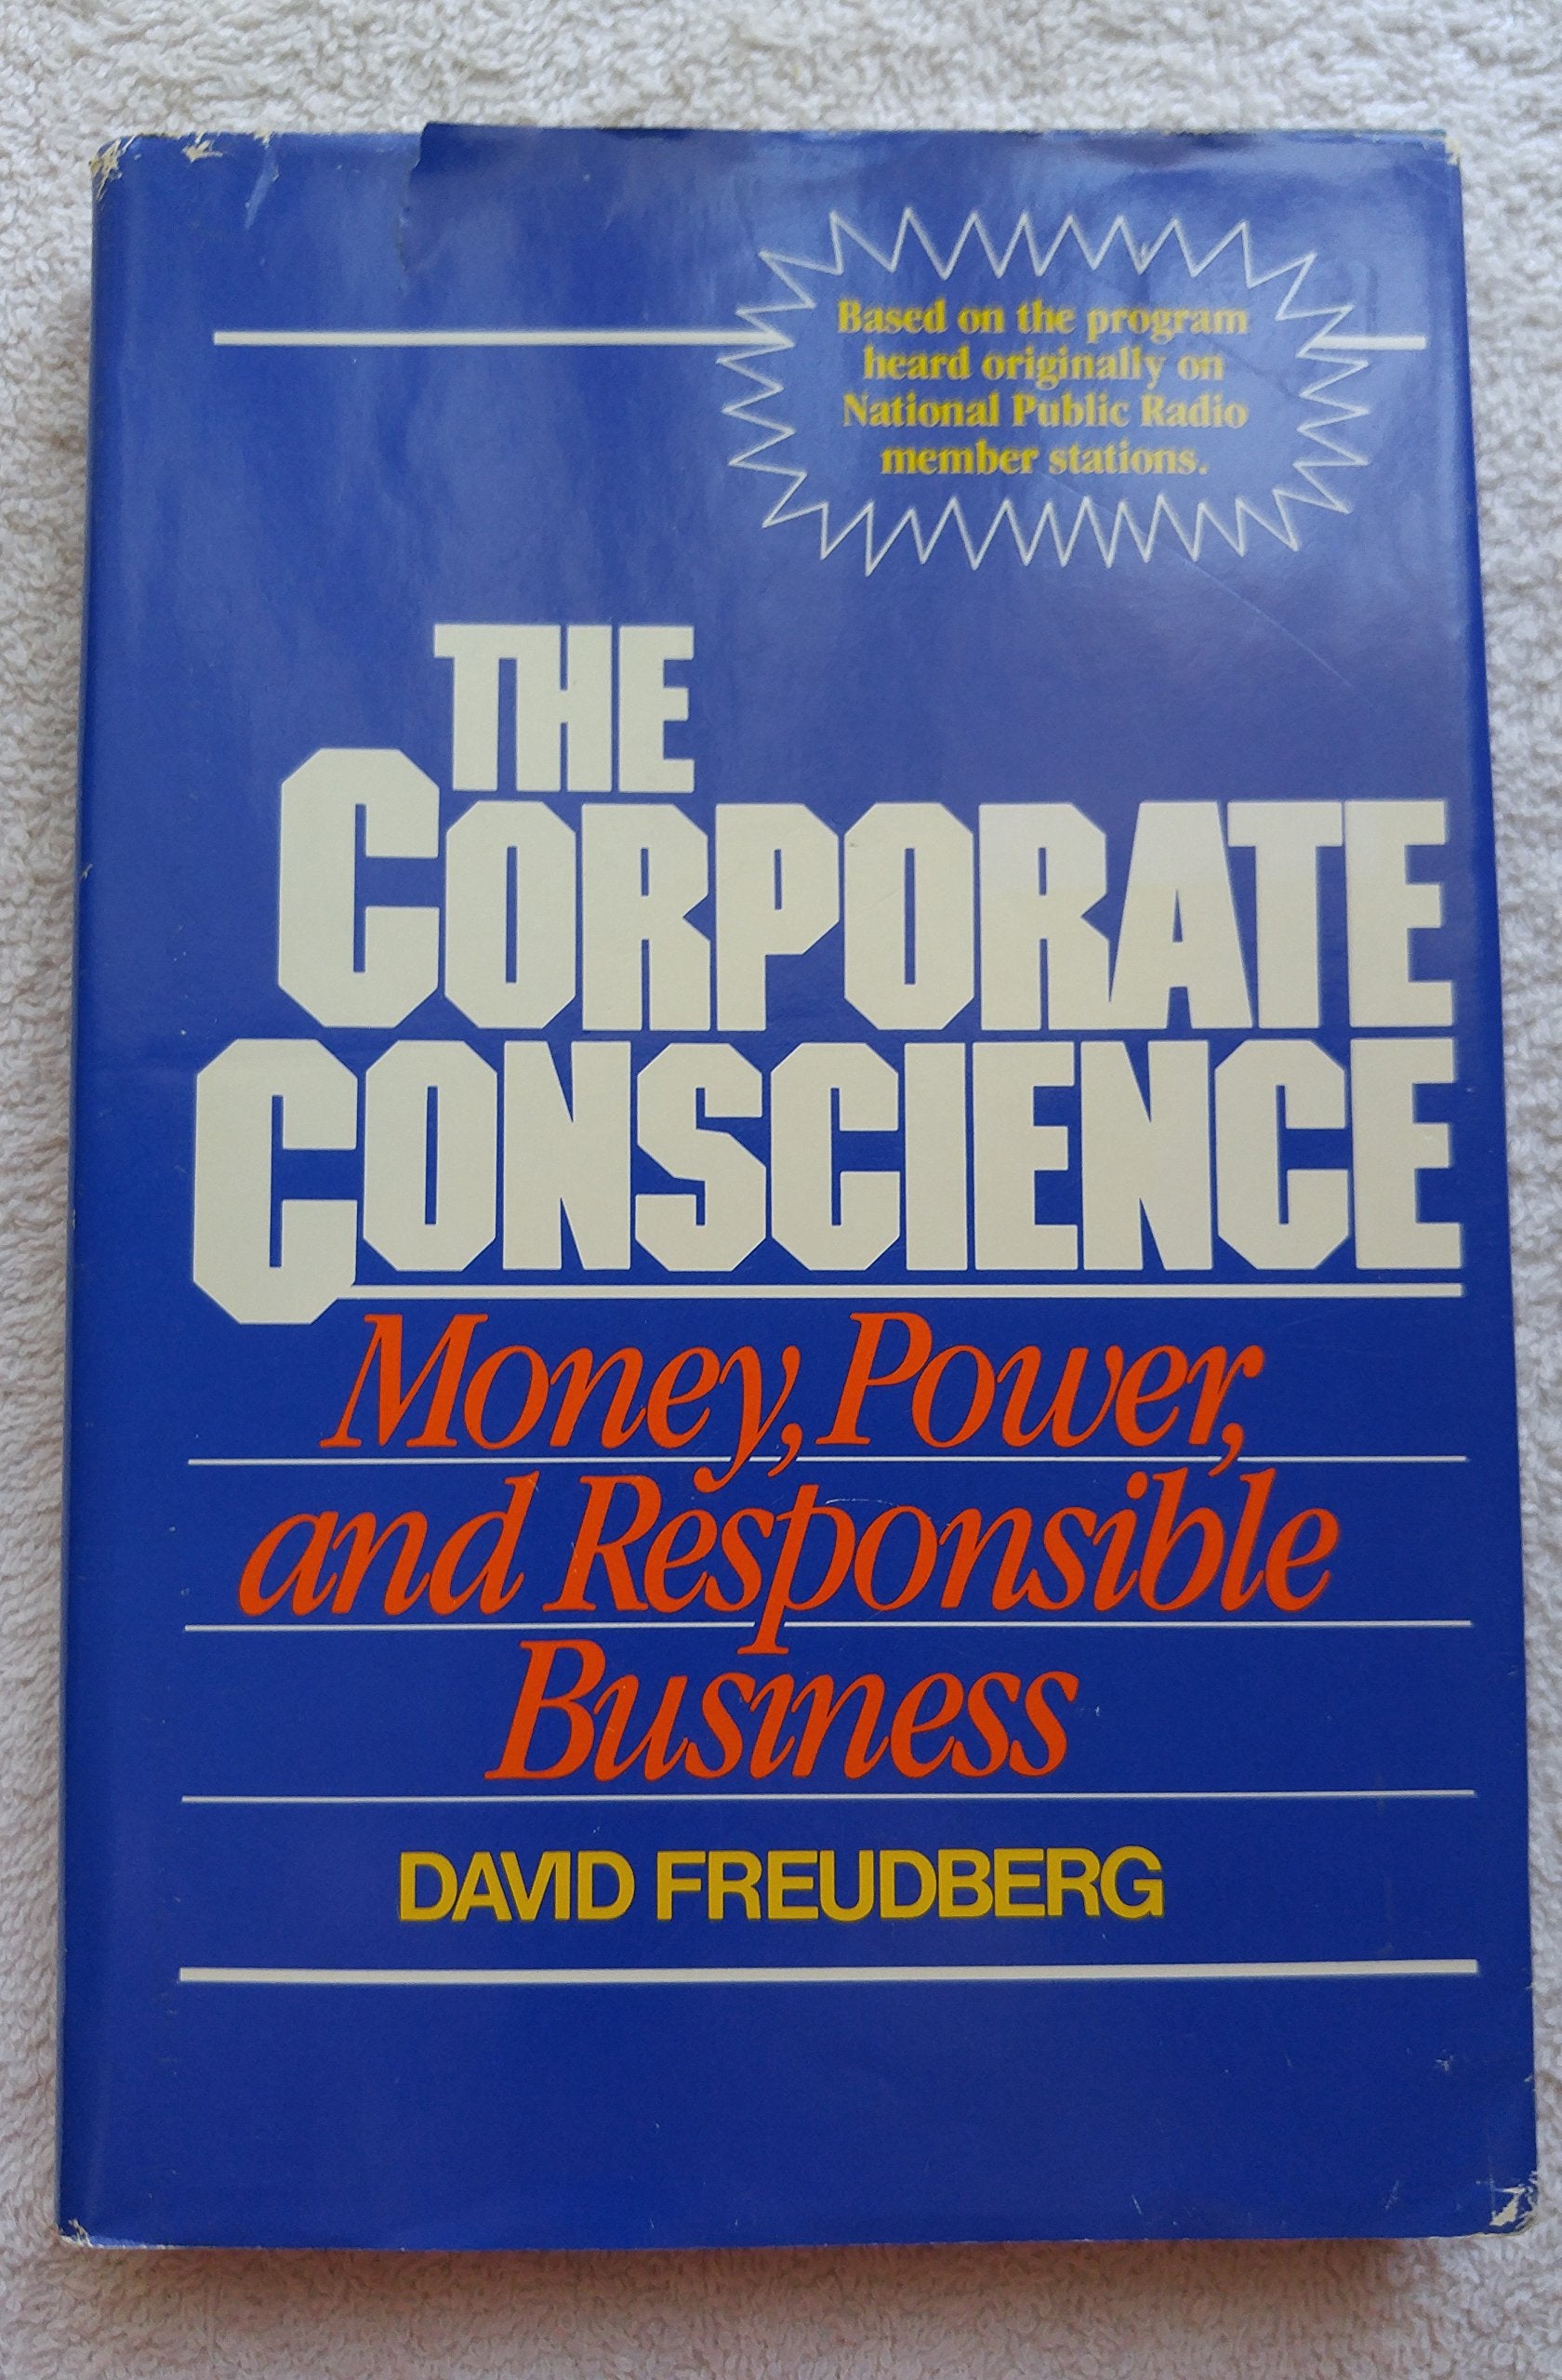 Based on the program
heard originally on
National Public Radio
member stations.
THE
CORPORATE
CONSCIENCE
Money, Power,
and Responsible
Business
DAVID FREUDBERG